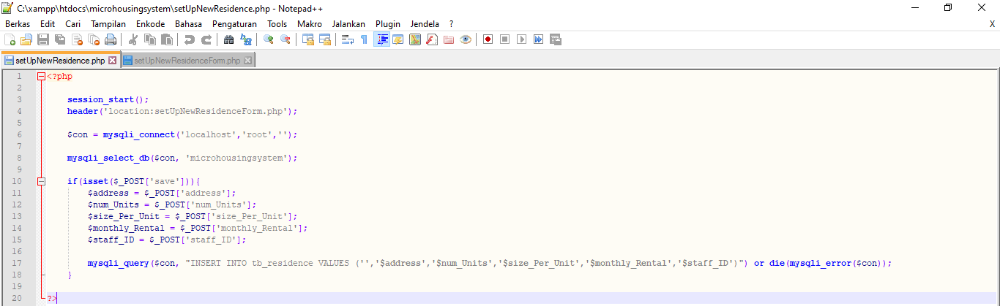 C:\xampp\htdocs\microhousingsystem\setUpNewResidence.php - Notepad++
Berkas Edit Cari Tampilan Enkode Bahasa Pengaturan Tools Makro Jalankan Plugin Jendela ? X
setUpNewResidence.php setUpNewResidenceForm.php
1 <?php
2
3 session_start();
4 header('location:setUpNewResidenceForm.php');
5
6 $con = mysqli_connect('localhost','root','');
7
8 mysqli_select_db($con, 'microhousingsystem');
9
10 if(isset($_POST['save'])){
11 $address = $_POST['address'];
12 $num_Units = $_POST['num_Units'];
13 $size_Per_Unit = $_POST['size_Per_Unit'];
14 $monthly_Rental = $_POST['monthly_Rental'];
15 $staff_ID = $_POST['staff_ID'];
16
17 mysqli_query($con, "INSERT INTO tb_residence VALUES ('','$address','$num_Units','$size_Per_Unit','$monthly_Rental','$staff_ID')") or die(mysqli_error($con));
18 }
19
20 ?>